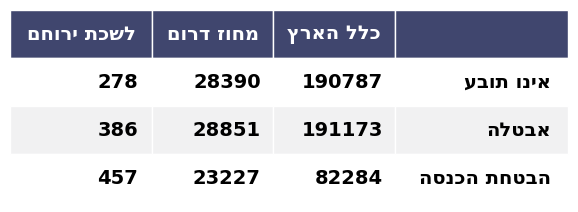 כלל הארץ מחוז דרום לשכת ירוחם
אינו תובע 190787 28390 278
אבטלה 191173 28851 386
הבטחת הכנסה 82284 23227 457